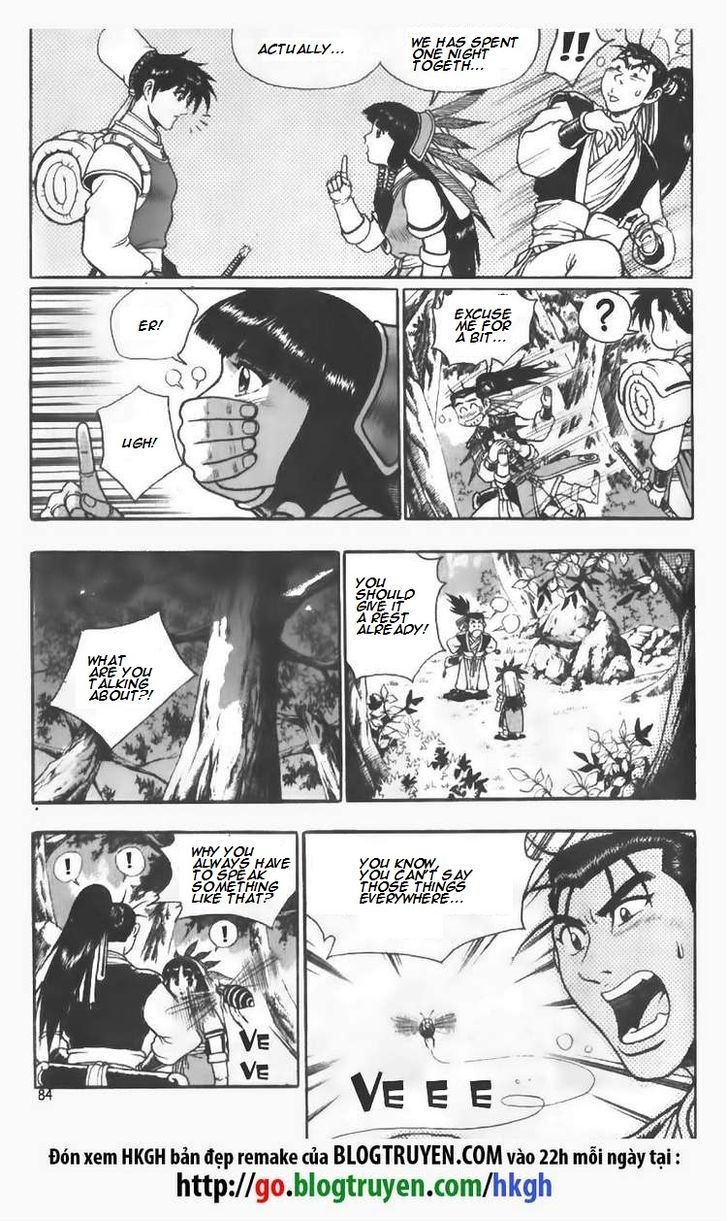 ACTUALLY...
WE HAS SPENT
ONE NIGHT
TOGETH...
!!
ER!
UGH!
EXCUSE
ME FOR
A BIT...
?
WHAT
ARE YOU
TALKING
ABOUT?!
YOU
SHOULD
GIVE IT
A REST
ALREADY!
!
!
WHY YOU
ALWAYS HAVE
TO SPEAK
SOMETHING
LIKE THAT?
!
VE
VE
YOU KNOW,
YOU CAN'T SAY
THOSE THINGS
EVERYWHERE...
VE E E
84
Đón xem HKGH bản đẹp remake của BLOGTRUYEN.COM vào 22h mỗi ngày tại :
http://go.blogtruyen.com/hkgh